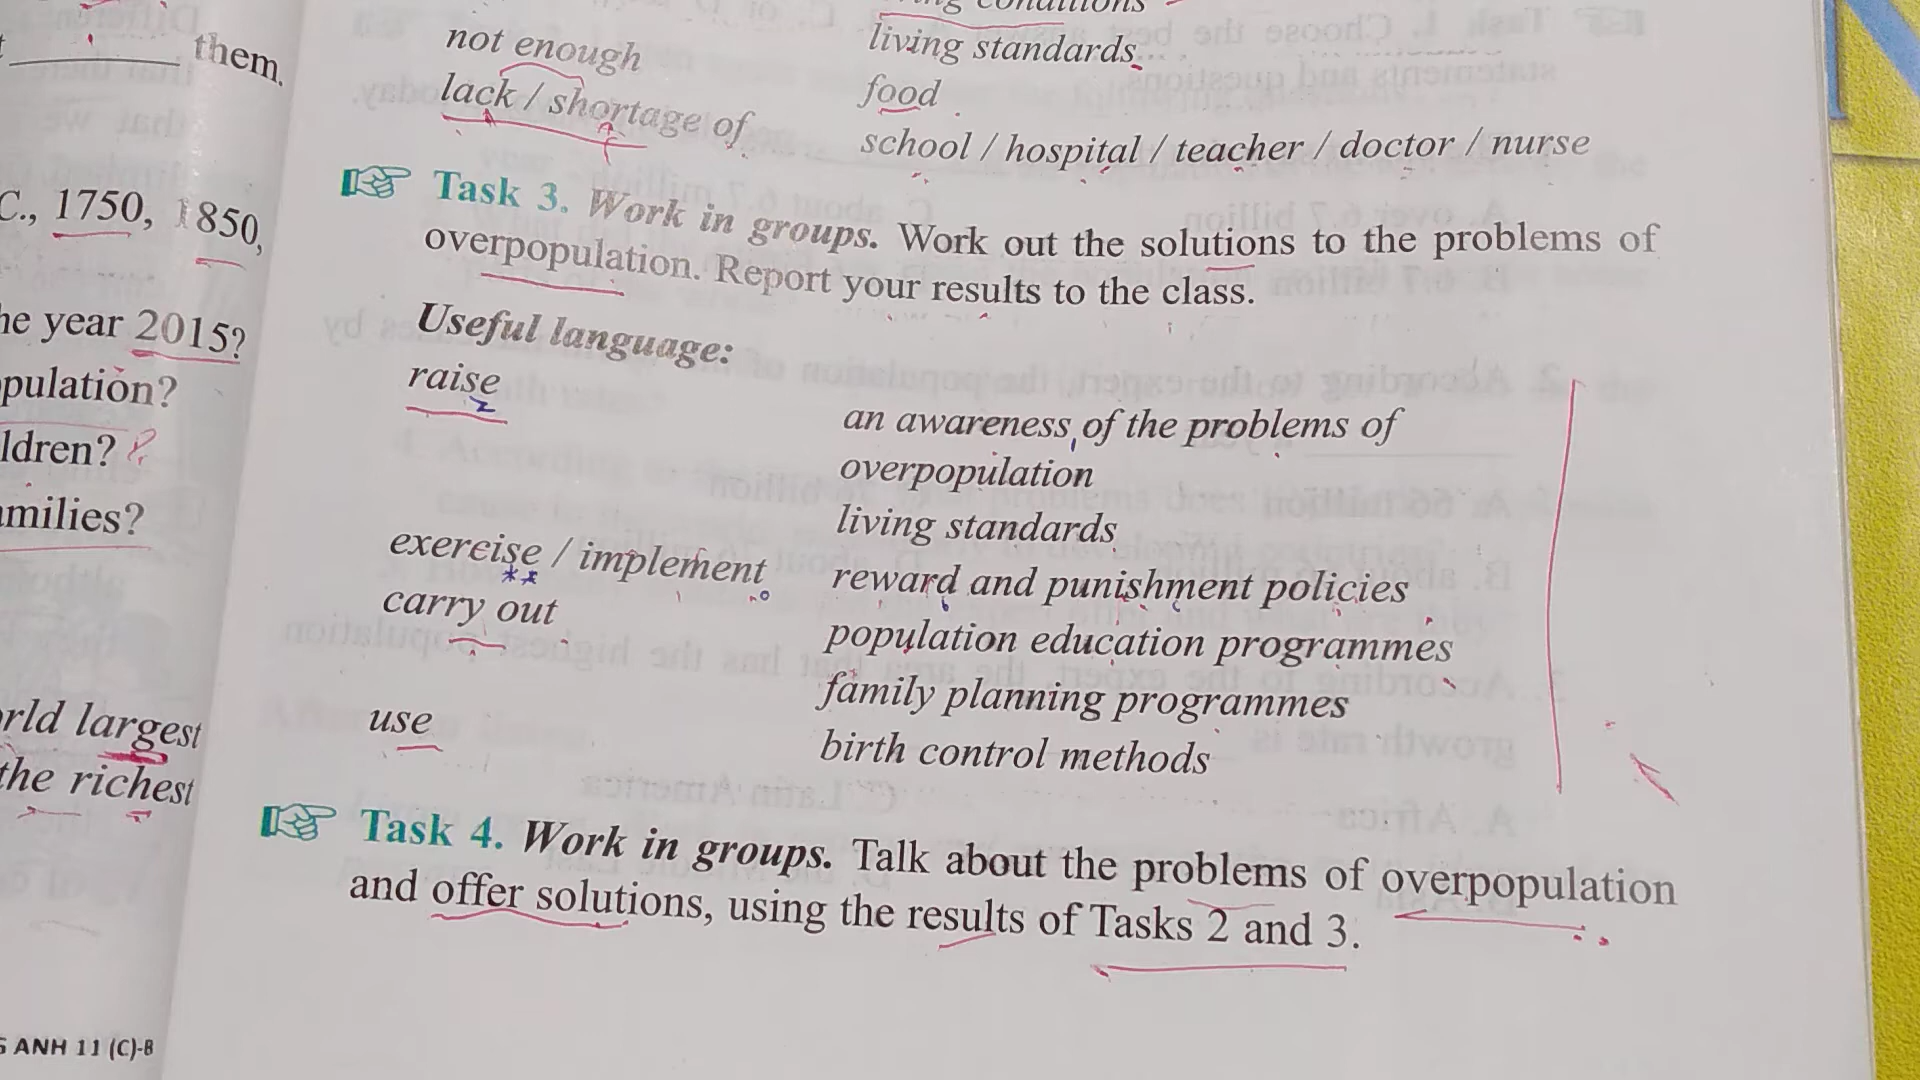 them.
C., 1750, 1850,
year 2015?
milies?
largest
the richest
ANH 11 (C)-8
living standards
not enough
food
lack / shortage of
school / hospital / teacher / doctor / nurse
Task 3. Work in groups. Work out the solutions to the problems of
overpopulation. Report your results to the class.
Useful language:
raise
an awareness of the problems of
overpopulation
living standards
exercise / implement
reward and punishment policies
carry out
population education programmes
family planning programmes
use
birth control methods
Task 4. Work in groups. Talk about the problems of overpopulation
and offer solutions, using the results of Tasks 2 and 3.